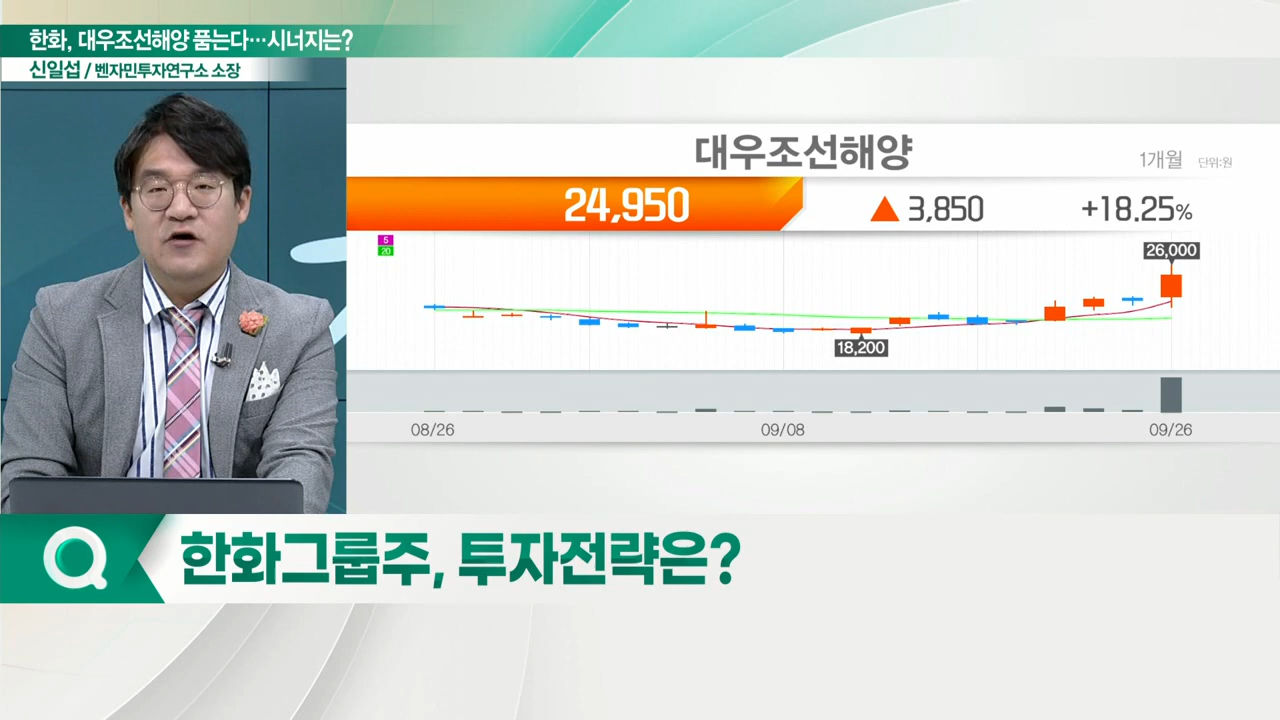 한화, 대우조선해양 품는다…시너지는?
신일섭 / 벤자민투자연구소 소장
대우조선해양
1개월 단위:원
24,950 ▲ 3,850 +18.25%
5
20
26,000
18,200
08/26 09/08 09/26
Q 한화그룹주, 투자전략은?